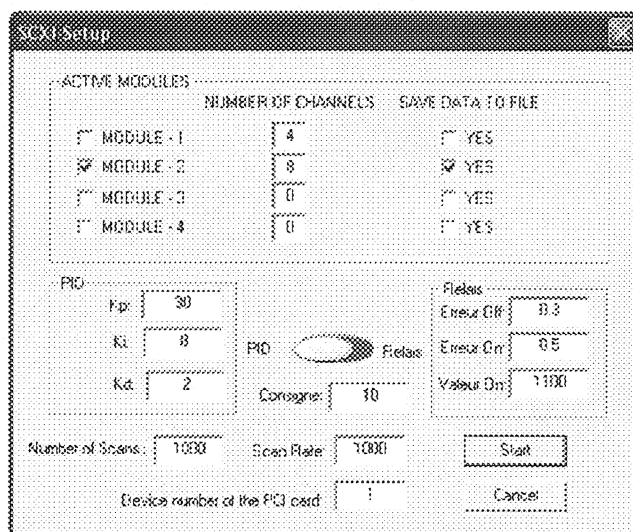 SCXI Setup
ACTIVE MODULES
NUMBER OF CHANNELS SAVE DATA TO FILE
MODULE - 1 4 YES
MODULE - 2 8 YES
MODULE - 3 0 YES
MODULE - 4 0 YES
PID
Kp: 30
Ki: 8
Kd: 2
PID Relais
Consigne: 10
Relais
Erreur Off: 0.3
Erreur On: 0.5
Valeur On: 1100
Number of Scans: 1000 Scan Rate: 1000 Start
Device number of the PCI card: 1 Cancel